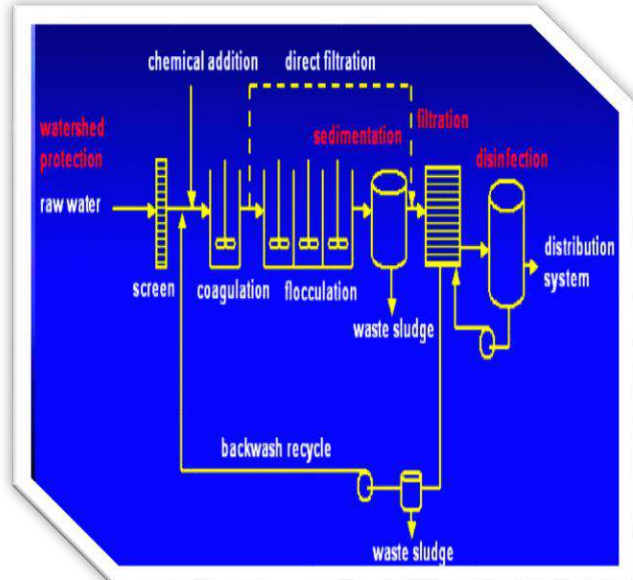 chemical addition
direct filtration
watershed
protection
sedimentation
filtration
disinfection
raw water
distribution
system
screen
coagulation
flocculation
waste sludge
backwash recycle
waste sludge